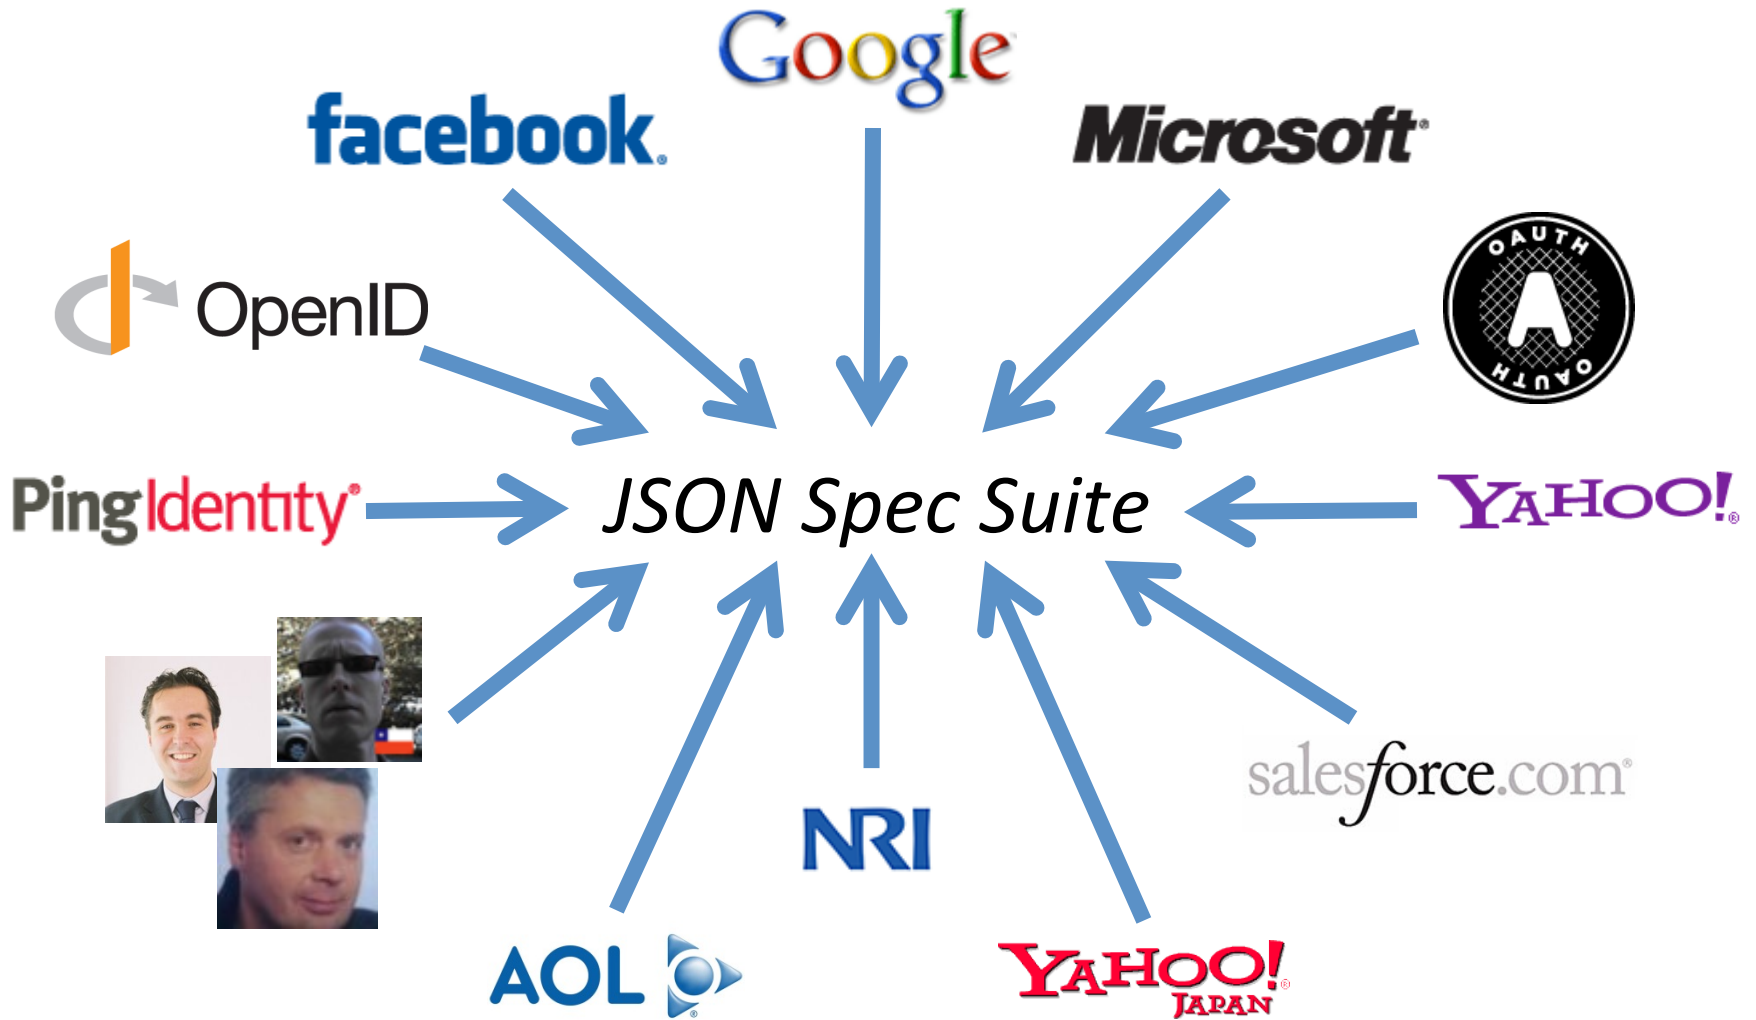 Google
facebook®
Microsoft®
OAUTH
A
OAUTH
OpenID
PingIdentity®
JSON Spec Suite
YAHOO!®
salesforce.com®
NRI
AOL®
YAHOO!®
JAPAN